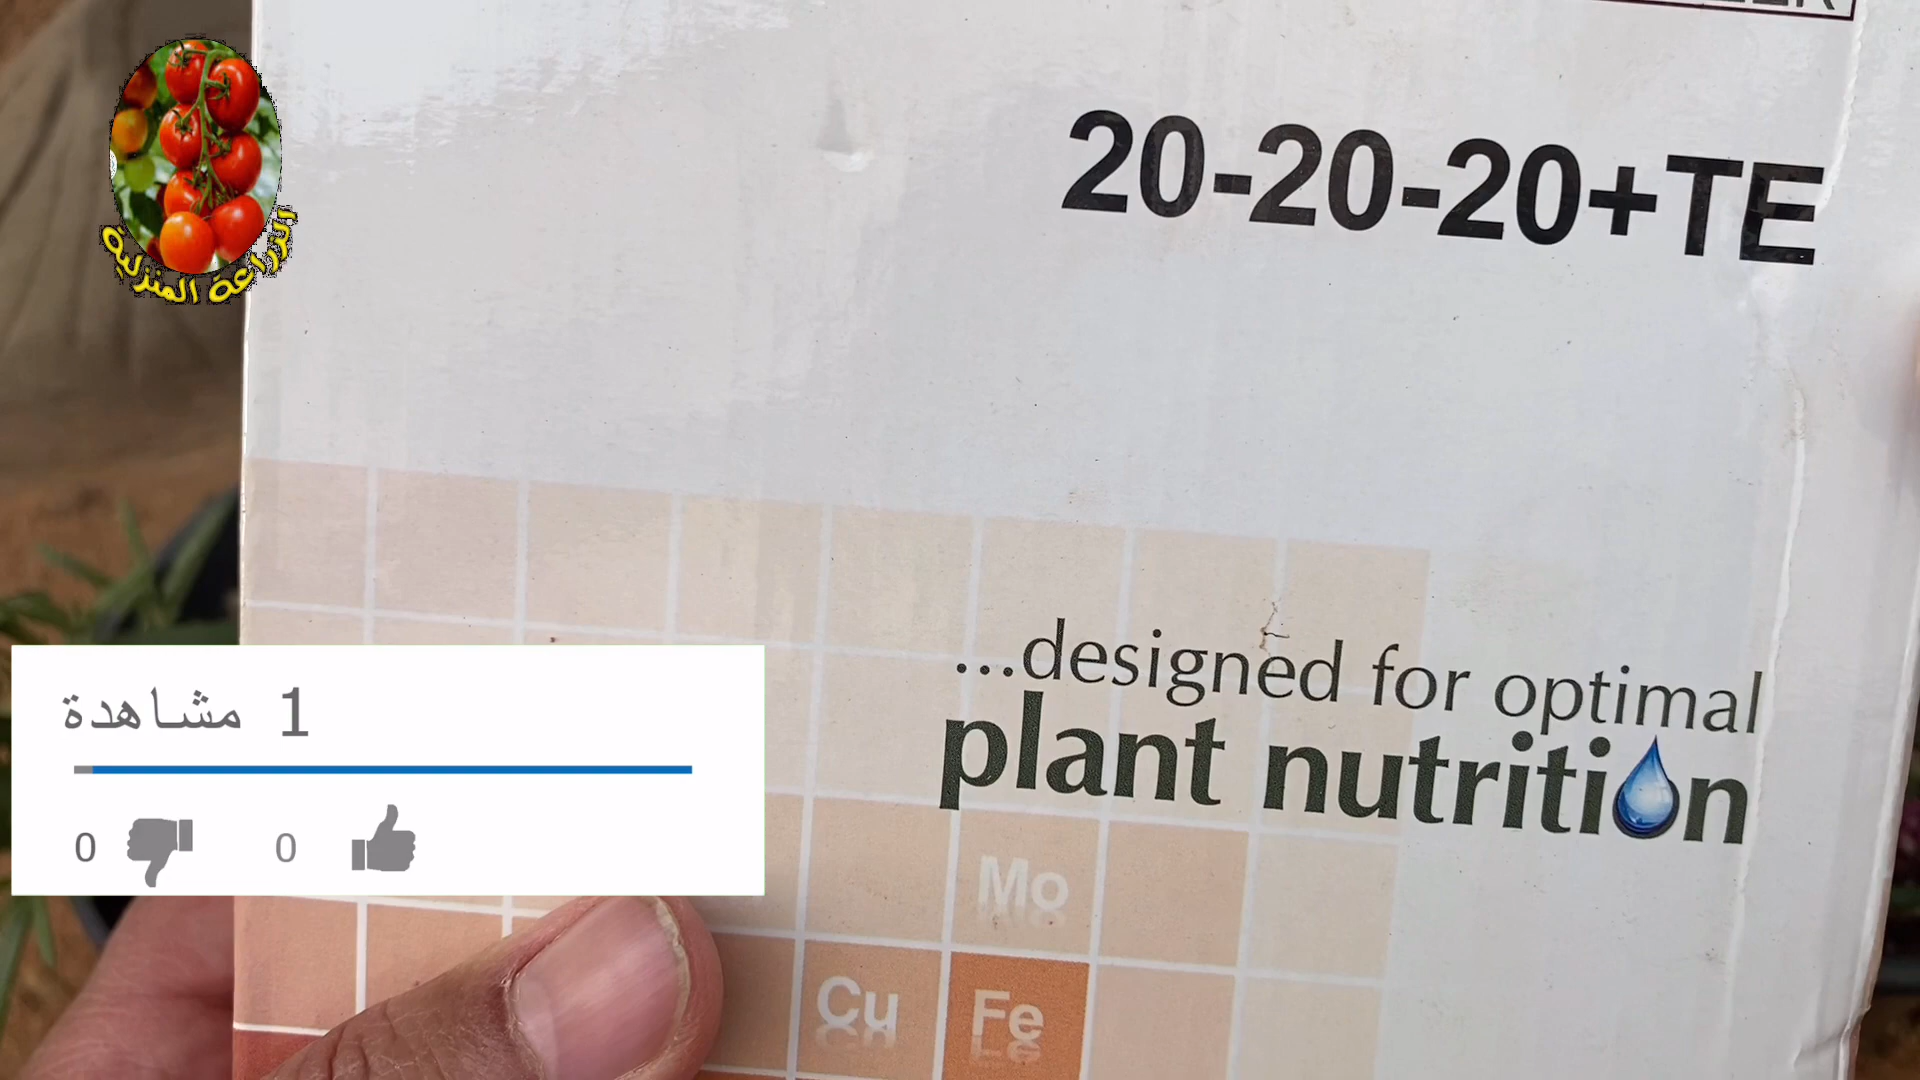 20-20-20+TE
الزراعة المنزلية
...designed for optimal
plant nutrition
1 مشاهدة
0 0
Mo
Cu Fe